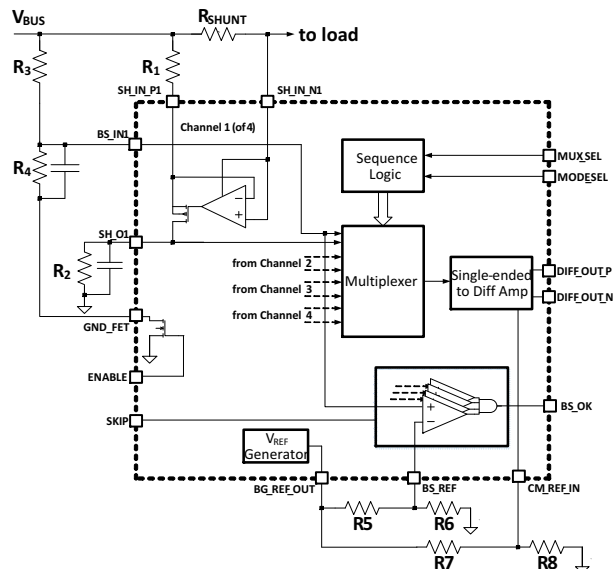 VBUS
RSHUNT
to load
R3
R1
SH_IN_P1
SH_IN_N1
Channel 1 (of 4)
BS_IN1
R4
Sequence
Logic
MUX_SEL
MODE_SEL
SH_O1
R2
from Channel 2
from Channel 3
from Channel 4
Multiplexer
Single-ended
to Diff Amp
DIFF_OUT_P
DIFF_OUT_N
GND_FET
ENABLE
SKIP
BS_OK
VREF
Generator
BG_REF_OUT
BS_REF
CM_REF_IN
R5
R6
R7
R8